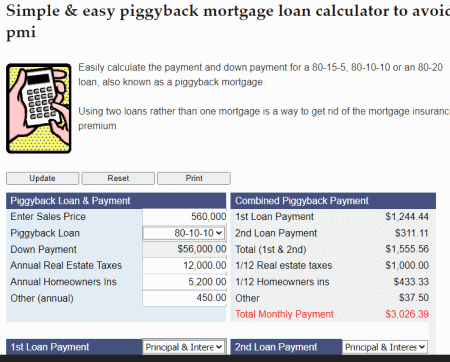 Simple & easy piggyback mortgage loan calculator to avoid
pmi
Easily calculate the payment and down payment for a 80-15-5, 80-10-10 or an 80-20
loan, also known as a piggyback mortgage.
Using two loans rather than one mortgage is a way to get rid of the mortgage insuranc
premium.
Update Reset Print
Piggyback Loan & Payment Combined Piggyback Payment
Enter Sales Price 560,000 1st Loan Payment $1,244.44
Piggyback Loan 80-10-10 2nd Loan Payment $311.11
Down Payment $56,000.00 Total (1st & 2nd) $1,555.56
Annual Real Estate Taxes 12,000.00 1/12 Real estate taxes $1,000.00
Annual Homeowners Ins 5,200.00 1/12 Homeowners ins $433.33
Other (annual) 450.00 Other $37.50
Total Monthly Payment $3,026.39
1st Loan Payment Principal & Intere 2nd Loan Payment Principal & Intere